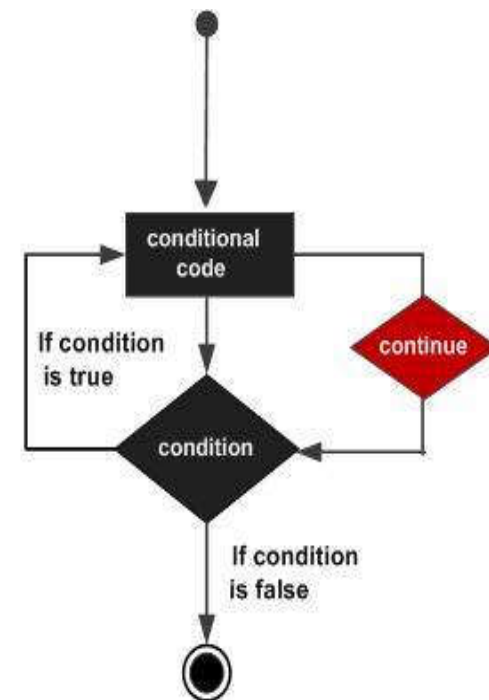 conditional
code
If condition
is true
continue
condition
If condition
is false